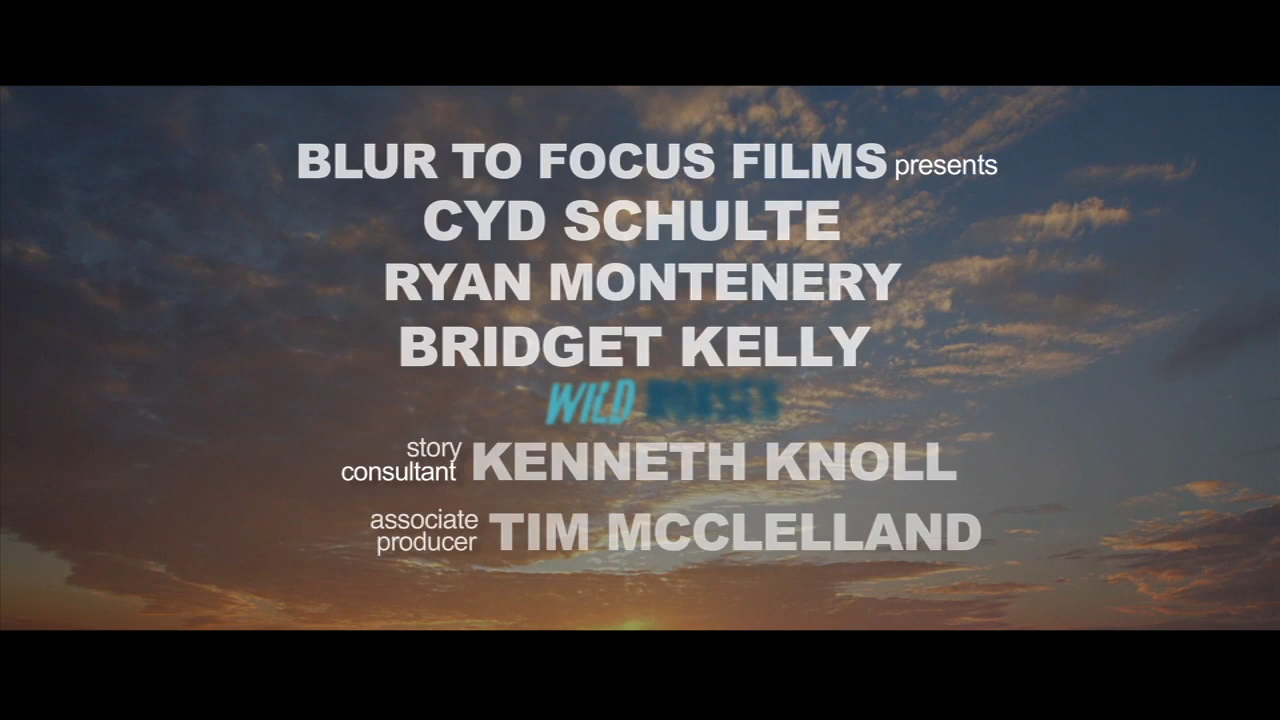 BLUR TO FOCUS FILMS presents
CYD SCHULTE
RYAN MONTENERY
BRIDGET KELLY
WILD
story
consultant KENNETH KNOLL
associate
producer TIM MCCLELLAND